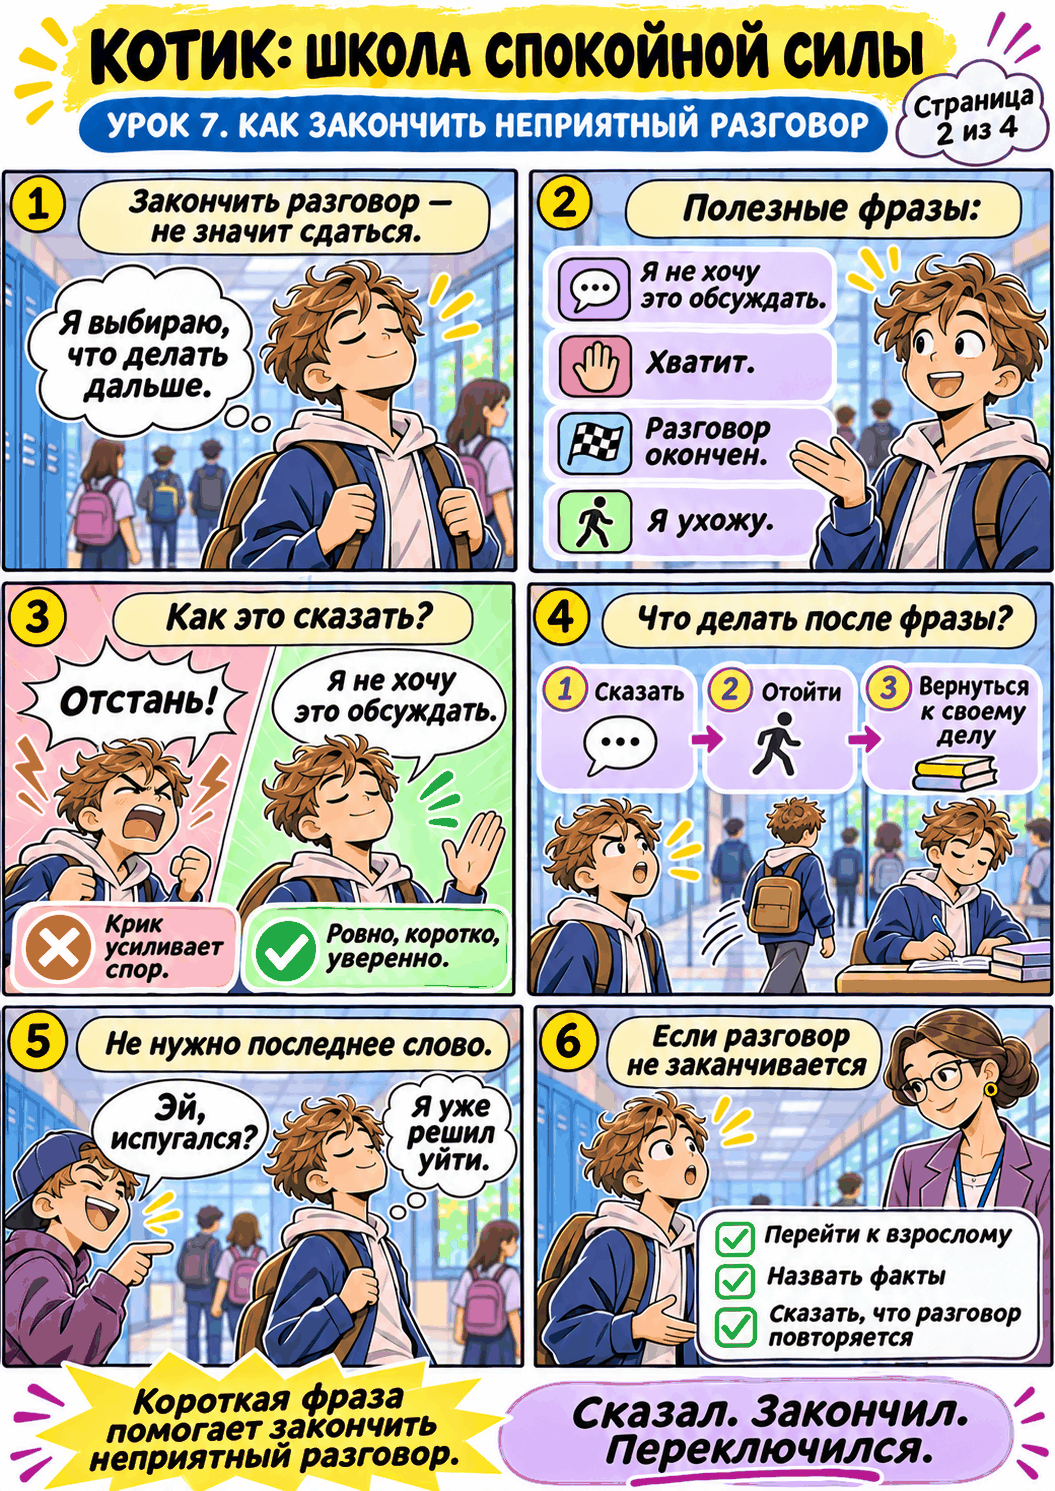 КОТИК: ШКОЛА СПОКОЙНОЙ СИЛЫ
УРОК 7. КАК ЗАКОНЧИТЬ НЕПРИЯТНЫЙ РАЗГОВОР
Страница
2 из 4
1
Закончить разговор —
не значит сдаться.
Я выбираю,
что делать
дальше.
2
Полезные фразы:
Я не хочу
это обсуждать.
Хватит.
Разговор
окончен.
Я ухожу.
3
Как это сказать?
Отстань!
Я не хочу
это обсуждать.
Крик
усиливает
спор.
Ровно, коротко,
уверенно.
4
Что делать после фразы?
1 Сказать
2 Отойти
3 Вернуться
к своему
делу
5
Не нужно последнее слово.
Эй,
испугался?
Я уже
решил
уйти.
6
Если разговор
не заканчивается
Перейти к взрослому
Назвать факты
Сказать, что разговор
повторяется
Короткая фраза
помогает закончить
неприятный разговор.
Сказал. Закончил.
Переключился.